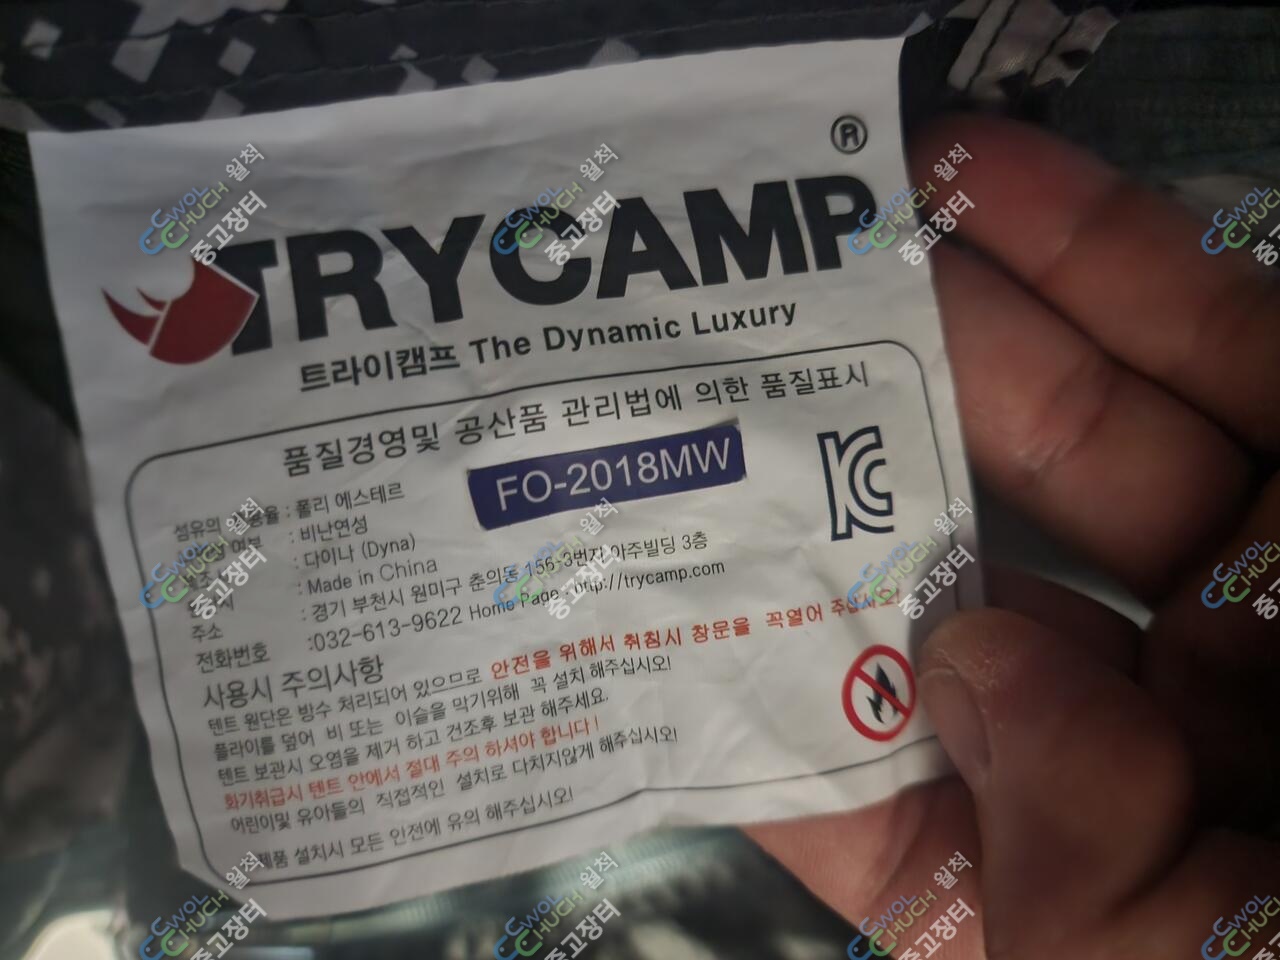 ®
TRYCAMP
트라이캠프 The Dynamic Luxury
품질경영및 공산품 관리법에 의한 품질표시
FO-2018MW
섬유의 용율 : 폴리 에스테르
여부 : 비난연성
: 다이나 (Dyna)
: Made in China
주소 : 경기 부천시 원미구 춘의동 156-3번지 아주빌딩 3층
전화번호 :032-613-9622 Home Page : http://trycamp.com
사용시 주의사항
텐트 원단은 방수 처리되어 있으므로 안전을 위해서 취침시 창문을 꼭열어 주십시오!
플라이를 덮어 비 또는 이슬을 막기위해 꼭 설치 해주십시오!
텐트 보관시 오염을 제거 하고 건조후 보관 해주세요.
화기취급시 텐트 안에서 절대 주의 하셔야 합니다!
어린이및 유아들의 직접적인 설치로 다치지않게 해주십시오!
제품 설치시 모든 안전에 유의 해주십시오!
CWOL
CHUCH 월척
중고장터